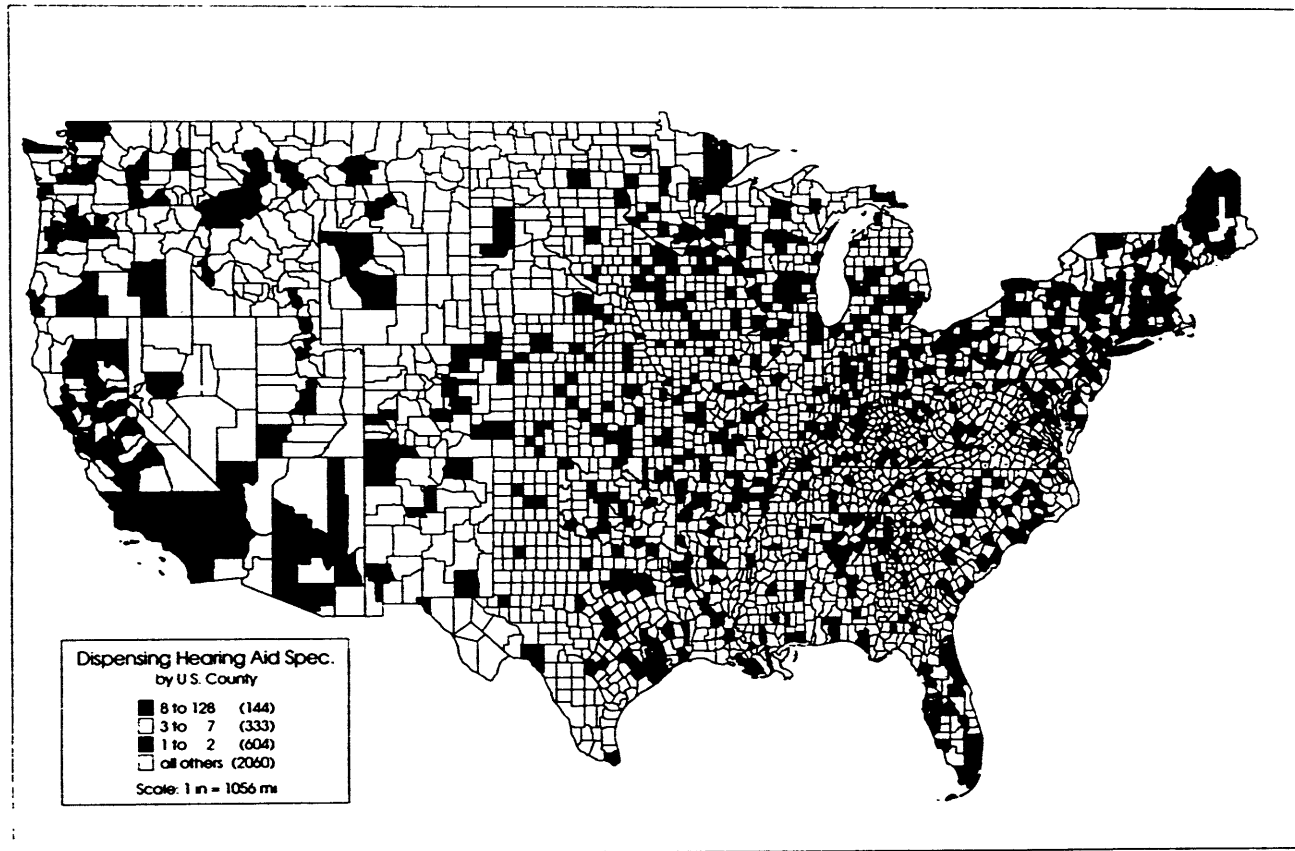 Dispensing Hearing Aid Spec.
by U.S. County
8 to 128 (144)
3 to 7 (333)
1 to 2 (604)
all others (2060)
Scale: 1 in = 1056 mi